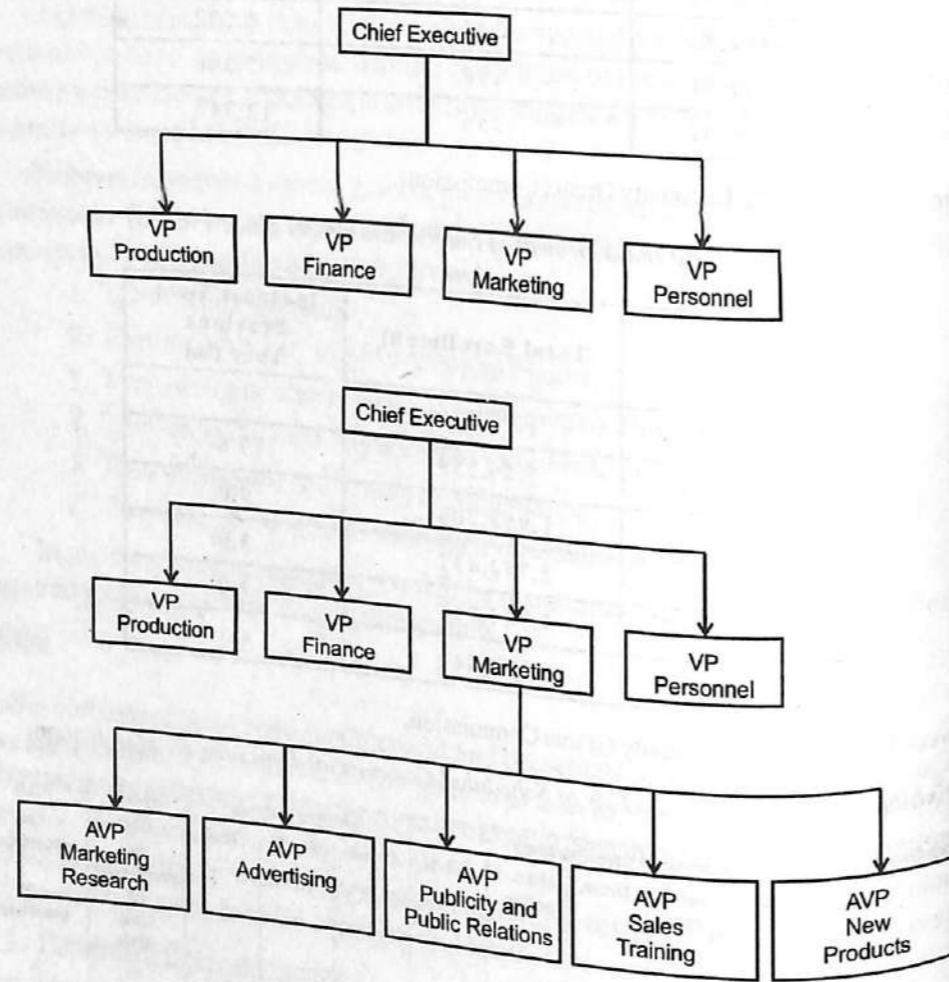 Chief Executive
VP
Production
VP
Finance
VP
Marketing
VP
Personnel
Chief Executive
VP
Production
VP
Finance
VP
Marketing
VP
Personnel
AVP
Marketing
Research
AVP
Advertising
AVP
Publicity and
Public Relations
AVP
Sales
Training
AVP
New
Products